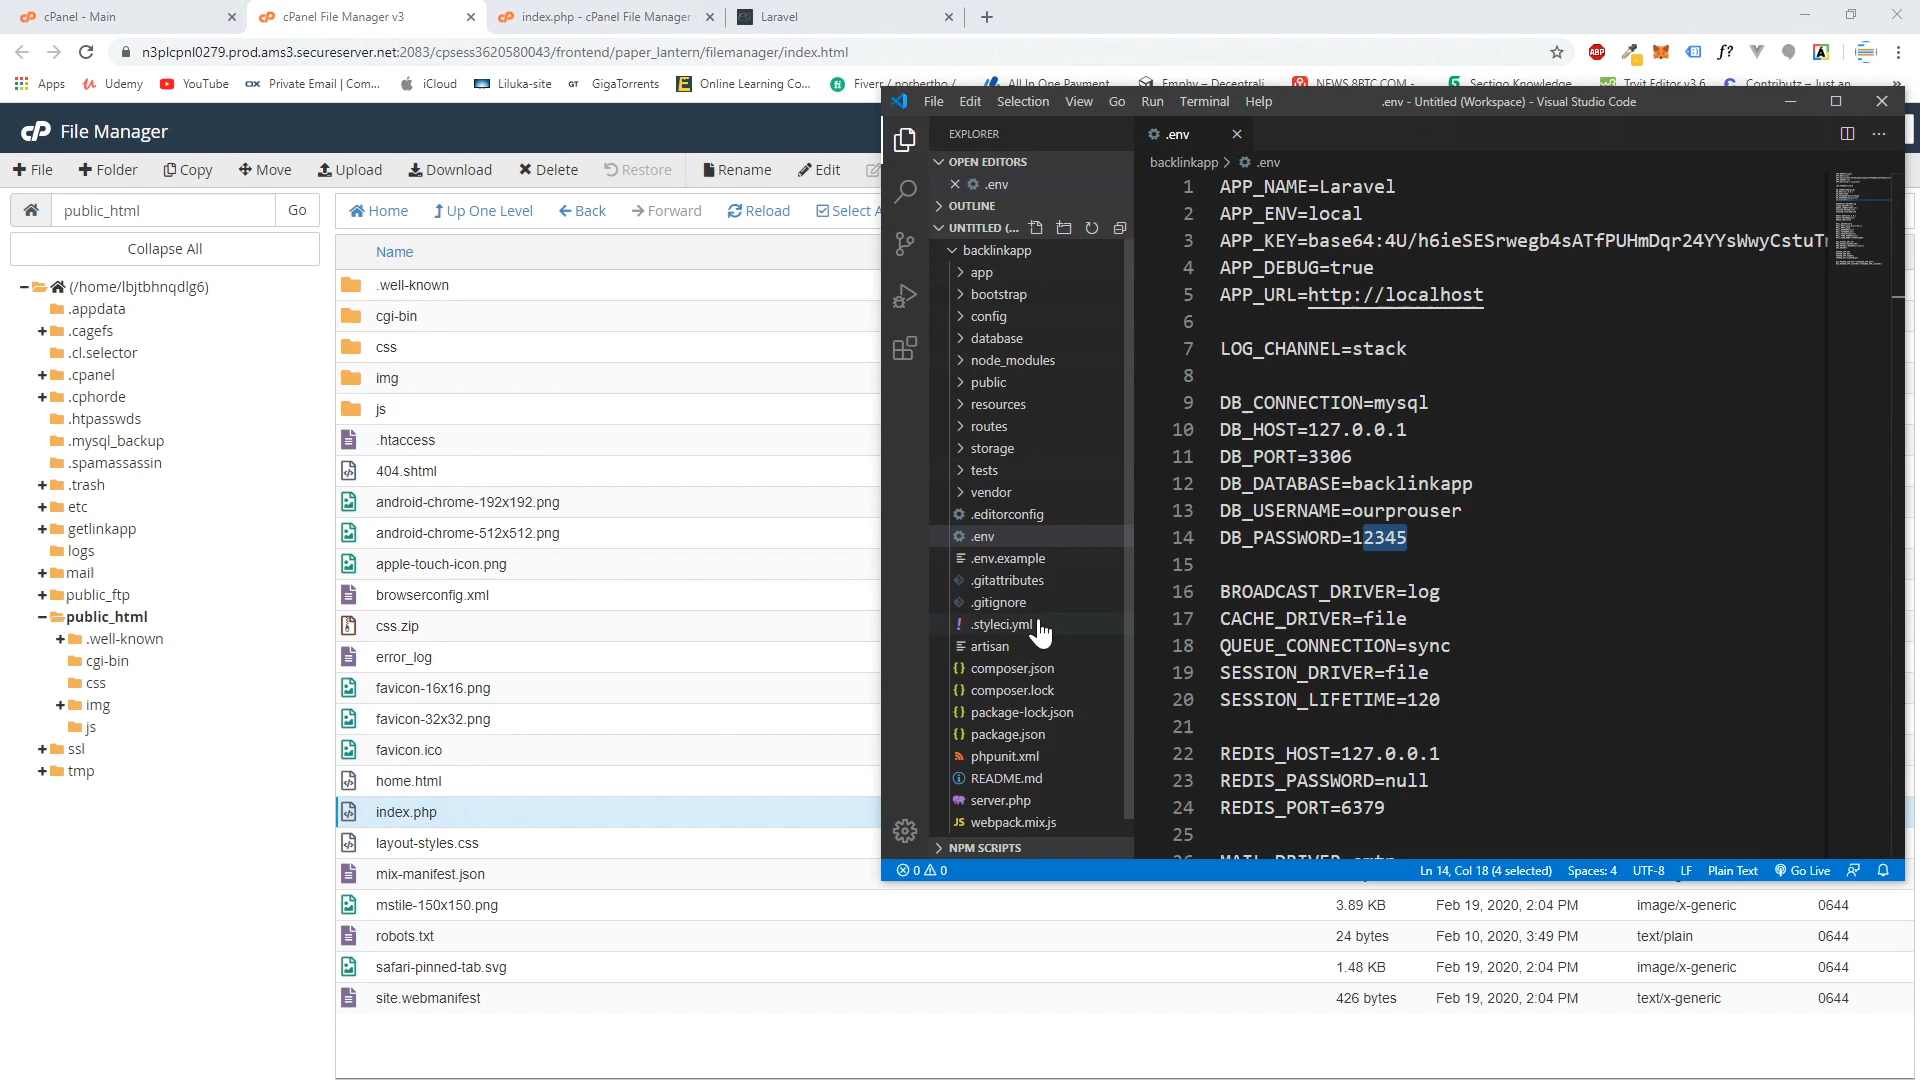 cPanel - Main
cPanel File Manager v3
index.php - cPanel File Manager
Laravel
n3plcpnl0279.prod.ams3.secureserver.net:2083/cpsess3620580043/frontend/paper_lantern/filemanager/index.html
Apps
Udemy
YouTube
Private Email | Com...
iCloud
Liluka-site
GigaTorrents
Online Learning Co...
File Manager
File
Folder
Copy
Move
Upload
Download
Delete
Restore
Rename
Edit
public_html
Go
Home
Up One Level
Back
Forward
Reload
Select A
Collapse All
(/home/lbjtbhnqdlg6)
.appdata
.cagefs
.cl.selector
.cpanel
.cphorde
.htpasswds
.mysql_backup
.spamassassin
.trash
etc
getlinkapp
logs
mail
public_ftp
public_html
.well-known
cgi-bin
css
img
js
ssl
tmp
Name
.well-known
cgi-bin
css
img
js
.htaccess
404.shtml
android-chrome-192x192.png
android-chrome-512x512.png
apple-touch-icon.png
browserconfig.xml
css.zip
error_log
favicon-16x16.png
favicon-32x32.png
favicon.ico
home.html
index.php
layout-styles.css
mix-manifest.json
mstile-150x150.png 3.89 KB Feb 19, 2020, 2:04 PM image/x-generic 0644
robots.txt 24 bytes Feb 10, 2020, 3:49 PM text/plain 0644
safari-pinned-tab.svg 1.48 KB Feb 19, 2020, 2:04 PM image/x-generic 0644
site.webmanifest 426 bytes Feb 19, 2020, 2:04 PM text/x-generic 0644
File Edit Selection View Go Run Terminal Help
.env - Untitled (Workspace) - Visual Studio Code
EXPLORER
OPEN EDITORS
.env
OUTLINE
UNTITLED (...
backlinkapp
app
bootstrap
config
database
node_modules
public
resources
routes
storage
tests
vendor
.editorconfig
.env
.env.example
.gitattributes
.gitignore
.styleci.yml
artisan
composer.json
composer.lock
package-lock.json
package.json
phpunit.xml
README.md
server.php
webpack.mix.js
NPM SCRIPTS
.env
backlinkapp > .env
1 APP_NAME=Laravel
2 APP_ENV=local
3 APP_KEY=base64:4U/h6ieSESrwegb4sATfPUHmDqr24YYsWwyCstuT
4 APP_DEBUG=true
5 APP_URL=http://localhost
6
7 LOG_CHANNEL=stack
8
9 DB_CONNECTION=mysql
10 DB_HOST=127.0.0.1
11 DB_PORT=3306
12 DB_DATABASE=backlinkapp
13 DB_USERNAME=ourprouser
14 DB_PASSWORD=12345
15
16 BROADCAST_DRIVER=log
17 CACHE_DRIVER=file
18 QUEUE_CONNECTION=sync
19 SESSION_DRIVER=file
20 SESSION_LIFETIME=120
21
22 REDIS_HOST=127.0.0.1
23 REDIS_PASSWORD=null
24 REDIS_PORT=6379
25
0 0
Ln 14, Col 18 (4 selected) Spaces: 4 UTF-8 LF Plain Text Go Live